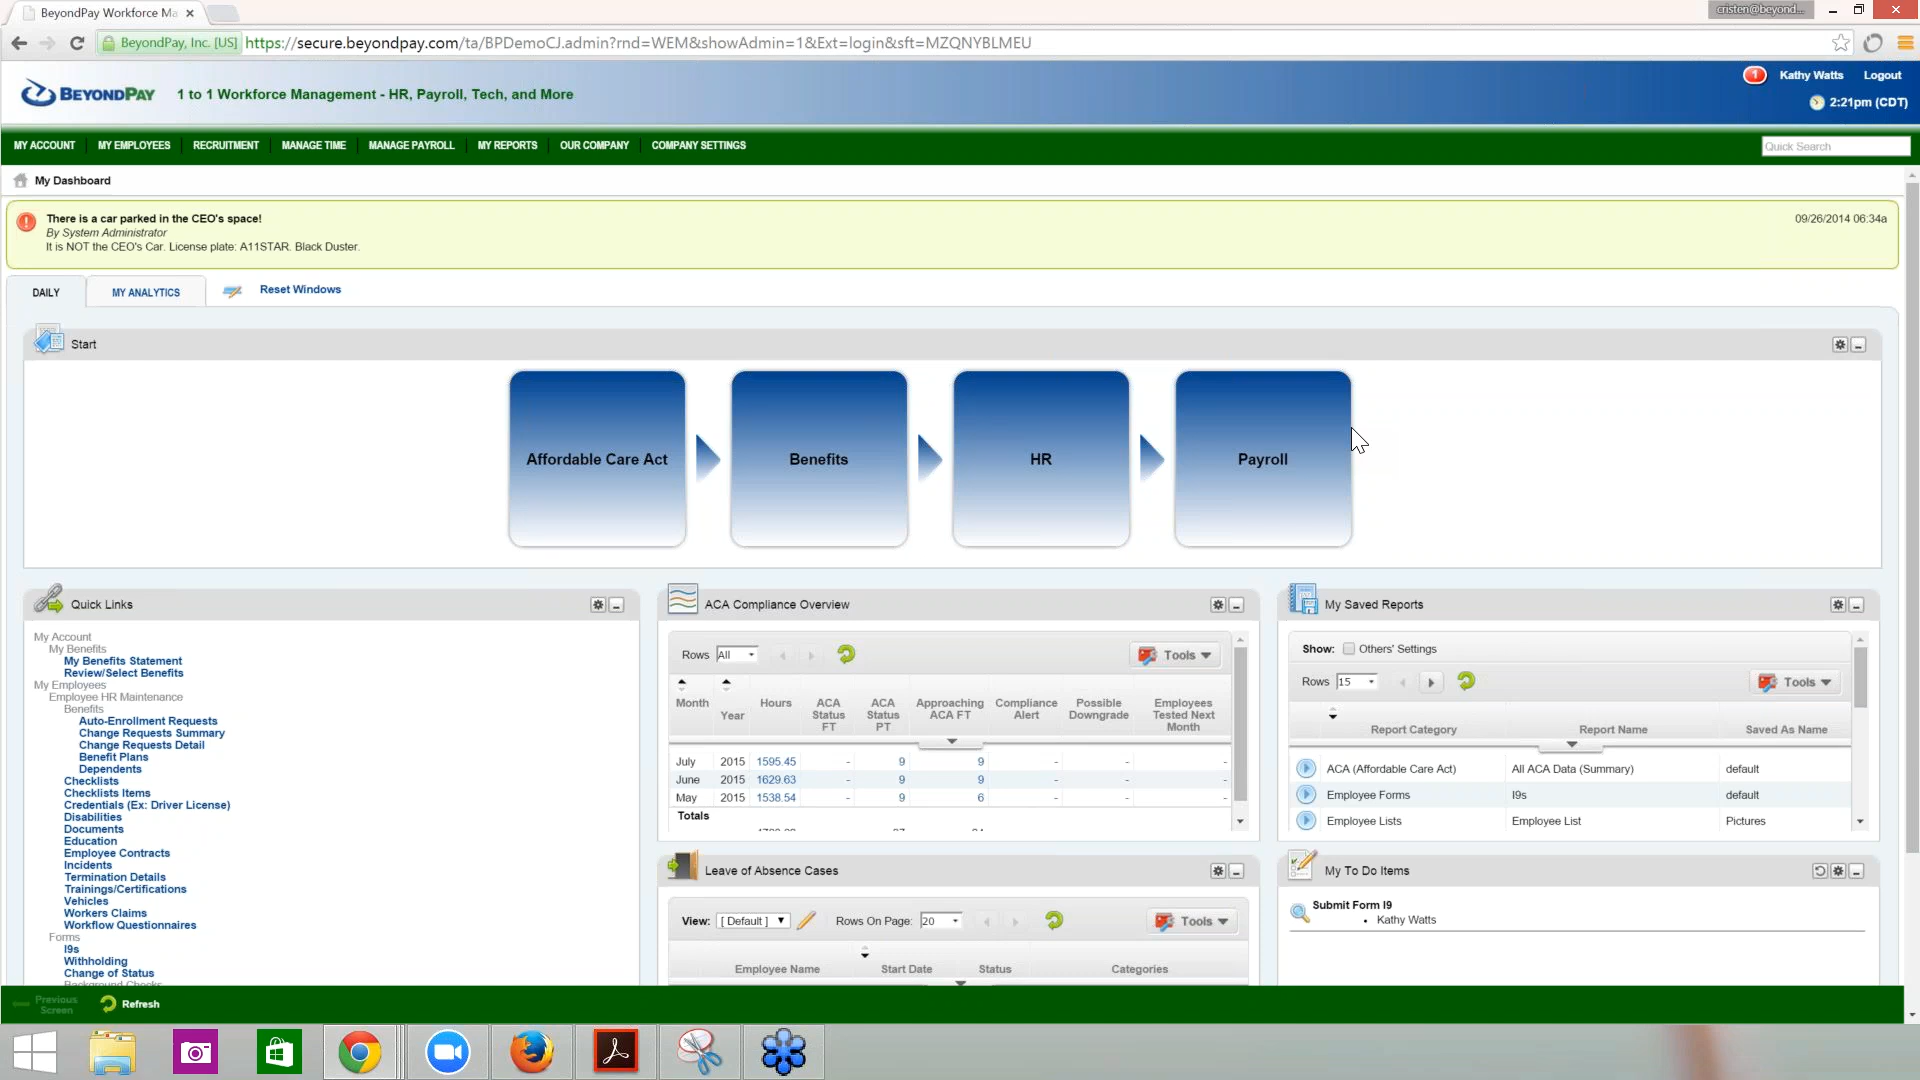 BeyondPay Workforce Ma
cristen@beyond...
BeyondPay, Inc. [US]
https://secure.beyondpay.com/ta/BPDemoCJ.admin?rnd=WEM&showAdmin=1&Ext=login&sft=MZQNYBLMEU
BEYONDPAY
1 to 1 Workforce Management - HR, Payroll, Tech, and More
1
Kathy Watts
Logout
2:21pm (CDT)
MY ACCOUNT
MY EMPLOYEES
RECRUITMENT
MANAGE TIME
MANAGE PAYROLL
MY REPORTS
OUR COMPANY
COMPANY SETTINGS
Quick Search
My Dashboard
There is a car parked in the CEO's space!
09/26/2014 06:34a
By System Administrator
It is NOT the CEO's Car. License plate: A11STAR. Black Duster.
DAILY
MY ANALYTICS
Reset Windows
Start
Affordable Care Act
Benefits
HR
Payroll
Quick Links
My Account
My Benefits
My Benefits Statement
Review/Select Benefits
My Employees
Employee HR Maintenance
Benefits
Auto-Enrollment Requests
Change Requests Summary
Change Requests Detail
Benefit Plans
Dependents
Checklists
Checklists Items
Credentials (Ex: Driver License)
Disabilities
Documents
Education
Employee Contracts
Incidents
Termination Details
Trainings/Certifications
Vehicles
Workers Claims
Workflow Questionnaires
Forms
I9s
Withholding
Change of Status
Background Checks
ACA Compliance Overview
Rows All
Tools
Month Year Hours ACA Status FT ACA Status PT Approaching ACA FT Compliance Alert Possible Downgrade Employees Tested Next Month
July 2015 1595.45 - 9 9 - - -
June 2015 1629.63 - 9 9 - - -
May 2015 1538.54 - 9 6 - - -
Totals
Leave of Absence Cases
View: [ Default ]
Rows On Page: 20
Tools
Employee Name Start Date Status Categories
My Saved Reports
Show: Others' Settings
Rows 15
Tools
Report Category Report Name Saved As Name
ACA (Affordable Care Act) All ACA Data (Summary) default
Employee Forms I9s default
Employee Lists Employee List Pictures
My To Do Items
Submit Form I9
• Kathy Watts
Previous Screen
Refresh